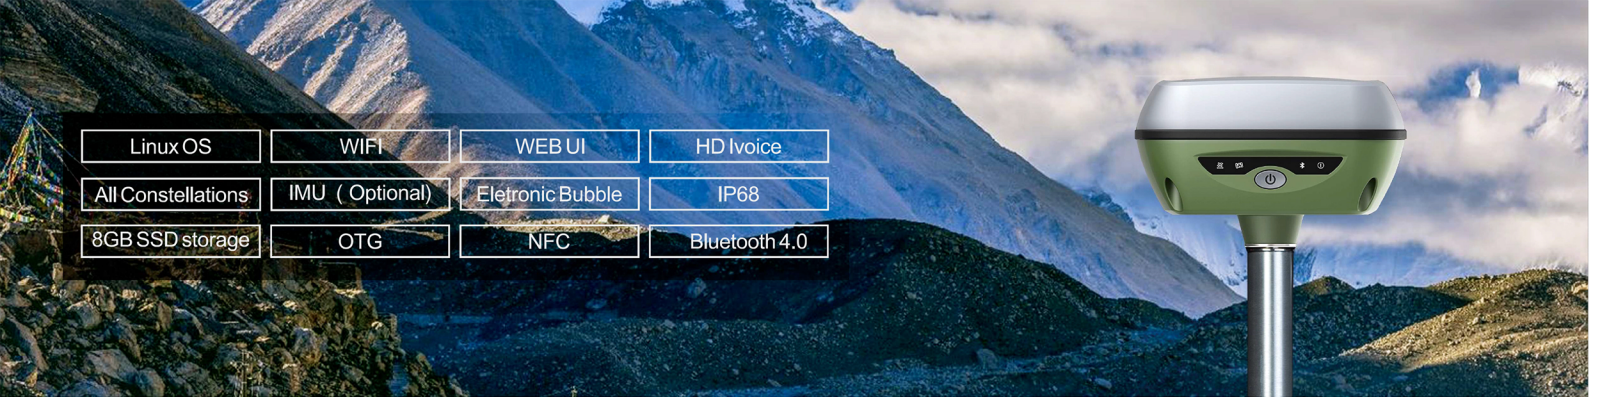 Linux OS
WIFI
WEB UI
HD Ivoice
All Constellations
IMU ( Optional)
Eletronic Bubble
IP68
8GB SSD storage
OTG
NFC
Bluetooth 4.0